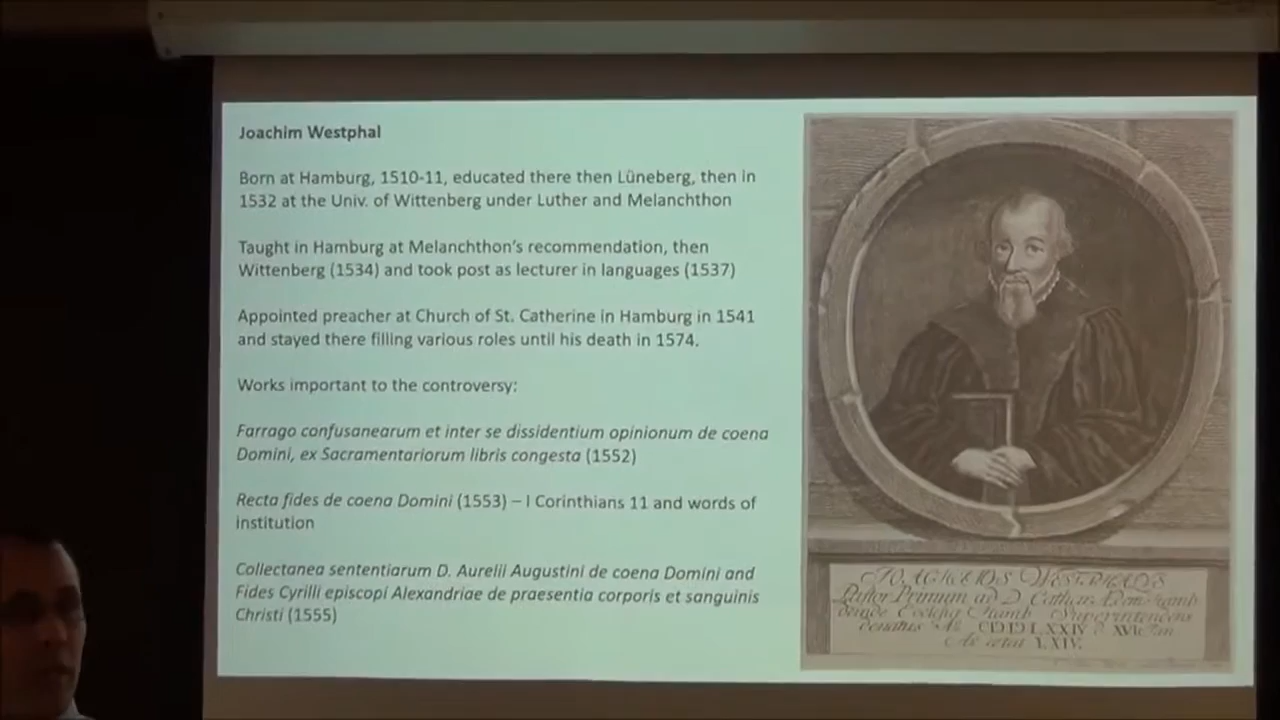 Joachim Westphal
Born at Hamburg, 1510-11, educated there then Lüneberg, then in
1532 at the Univ. of Wittenberg under Luther and Melanchthon
Taught in Hamburg at Melanchthon's recommendation, then
Wittenberg (1534) and took post as lecturer in languages (1537)
Appointed preacher at Church of St. Catherine in Hamburg in 1541
and stayed there filling various roles until his death in 1574.
Works important to the controversy:
Farrago confusanearum et inter se dissidentium opinionum de coena
Domini, ex Sacramentariorum libris congesta (1552)
Recta fides de coena Domini (1553) – I Corinthians 11 and words of
institution
Collectanea sententiarum D. Aurelii Augustini de coena Domini and
Fides Cyrilli episcopi Alexandriae de praesentia corporis et sanguinis
Christi (1555)
Pastor Primum ad D.
Superintendens